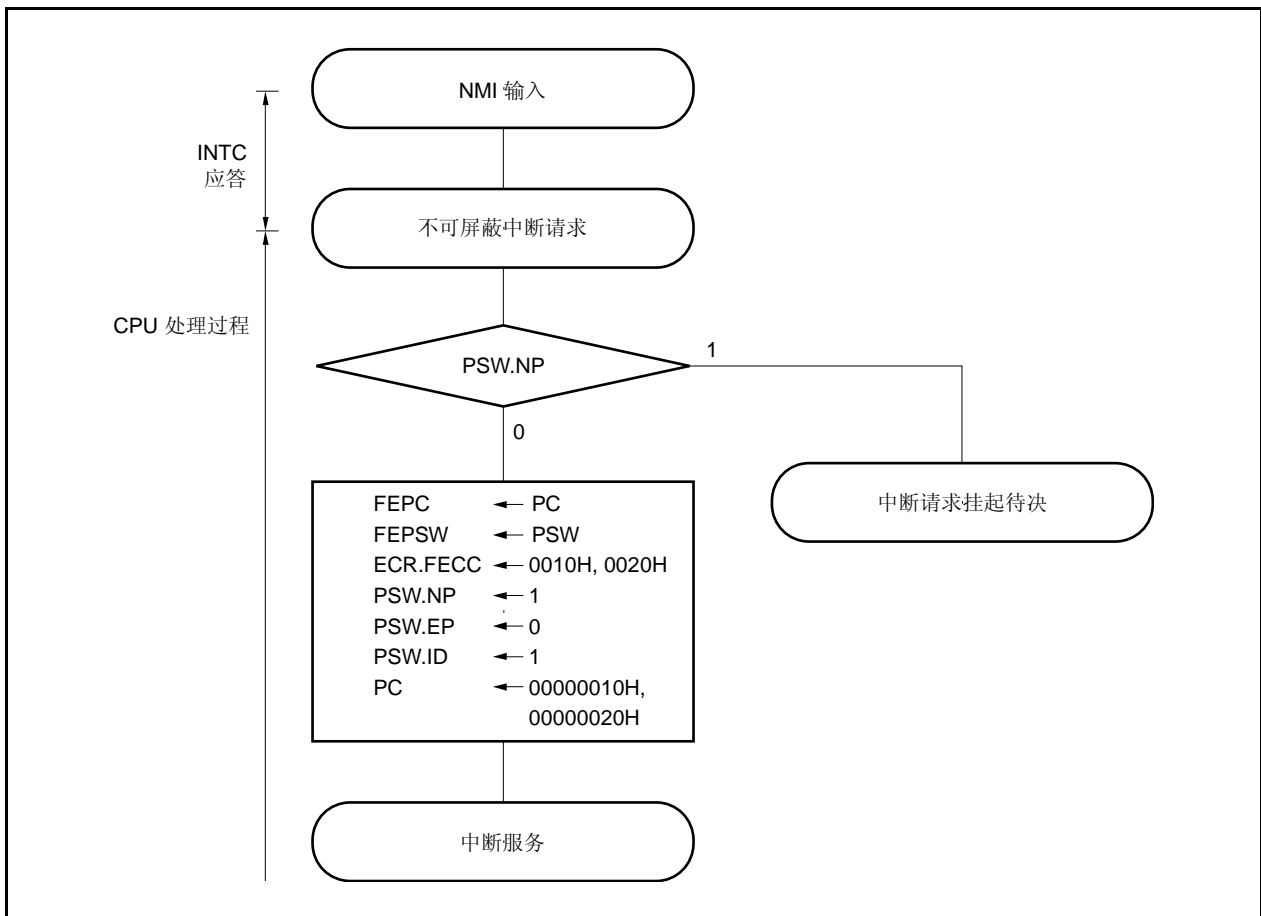 NMI 输入
INTC
应答
不可屏蔽中断请求
CPU 处理过程
PSW.NP
1
0
FEPC ← PC
FEPSW ← PSW
ECR.FECC ← 0010H, 0020H
PSW.NP ← 1
PSW.EP ← 0
PSW.ID ← 1
PC ← 00000010H,
00000020H
中断请求挂起待决
中断服务